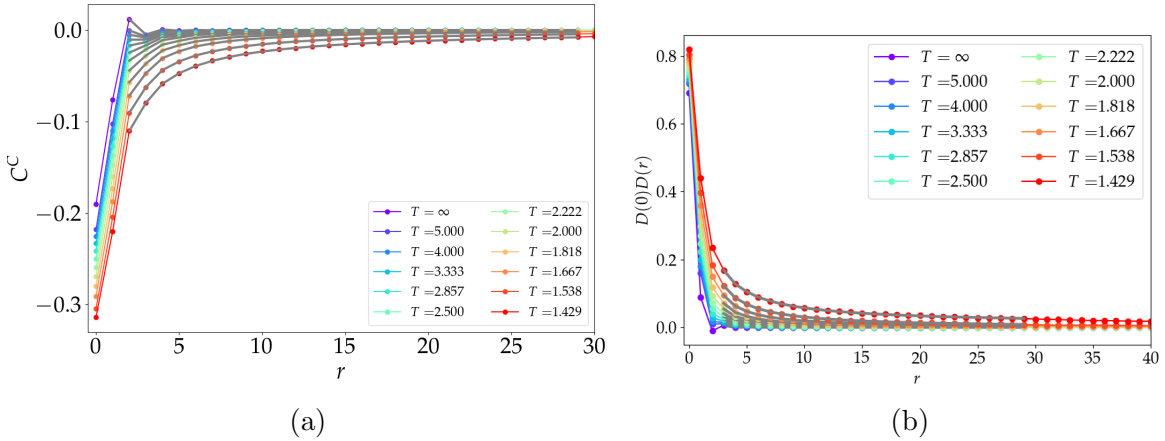 0.0
−0.1
−0.2
−0.3
C^C
0 5 10 15 20 25 30
r
T = ∞
T =5.000
T =4.000
T =3.333
T =2.857
T =2.500
T =2.222
T =2.000
T =1.818
T =1.667
T =1.538
T =1.429
(a)
0.8
0.6
0.4
0.2
0.0
D(0)D(r)
0 5 10 15 20 25 30 35 40
r
T = ∞
T =5.000
T =4.000
T =3.333
T =2.857
T =2.500
T =2.222
T =2.000
T =1.818
T =1.667
T =1.538
T =1.429
(b)